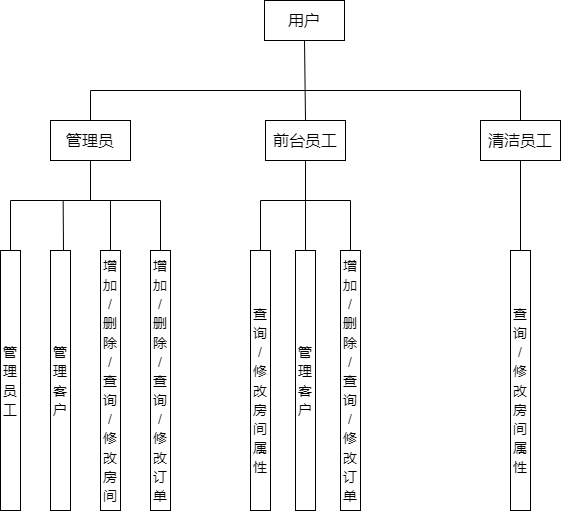 用户
管理员
前台员工
清洁员工
管理员工
管理客户
增加/删除/查询/修改房间
增加/删除/查询/修改订单
查询/修改房间属性
管理客户
增加/删除/查询/修改订单
查询/修改房间属性